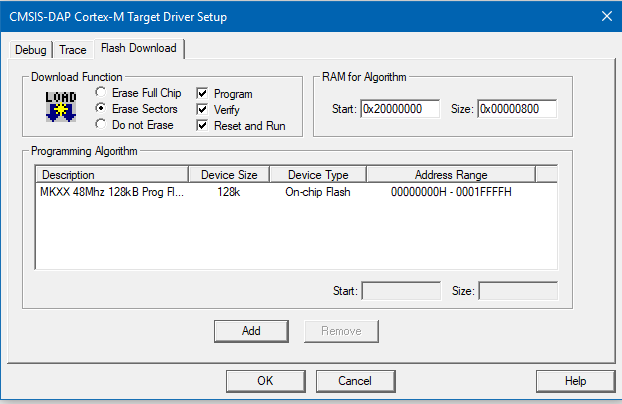 CMSIS-DAP Cortex-M Target Driver Setup
Debug Trace Flash Download
Download Function
LOAD
Erase Full Chip
Erase Sectors
Do not Erase
Program
Verify
Reset and Run
RAM for Algorithm
Start: 0x20000000 Size: 0x00000800
Programming Algorithm
Description Device Size Device Type Address Range
MKXX 48Mhz 128kB Prog Fl... 128k On-chip Flash 00000000H - 0001FFFFH
Start: Size:
Add Remove
OK Cancel Help